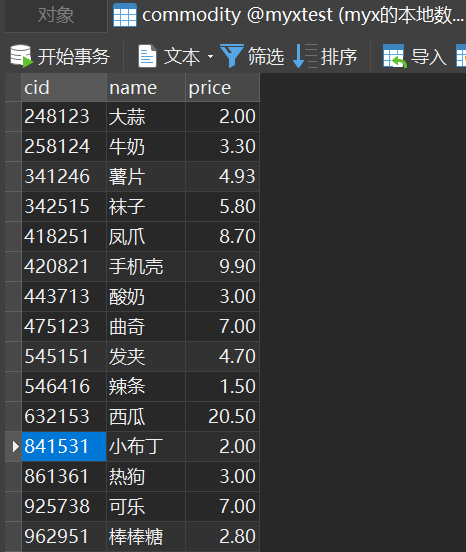 对象 commodity @myxtest (myx的本地数...
开始事务 文本 筛选 排序 导入
cid name price
248123 大蒜 2.00
258124 牛奶 3.30
341246 薯片 4.93
342515 袜子 5.80
418251 凤爪 8.70
420821 手机壳 9.90
443713 酸奶 3.00
475123 曲奇 7.00
545151 发夹 4.70
546416 辣条 1.50
632153 西瓜 20.50
841531 小布丁 2.00
861361 热狗 3.00
925738 可乐 7.00
962951 棒棒糖 2.80